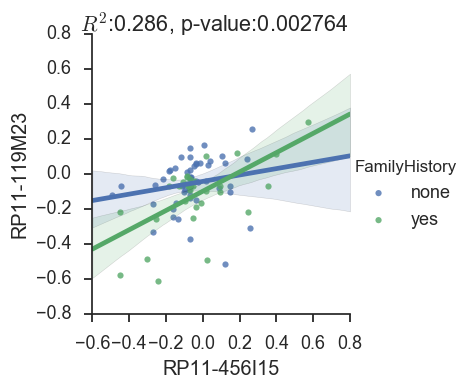 R²:0.286, p-value:0.002764
0.8
0.6
0.4
0.2
0.0
−0.2
−0.4
−0.6
−0.8
RP11-119M23
−0.6−0.4−0.2 0.0 0.2 0.4 0.6 0.8
RP11-456I15
FamilyHistory
none
yes